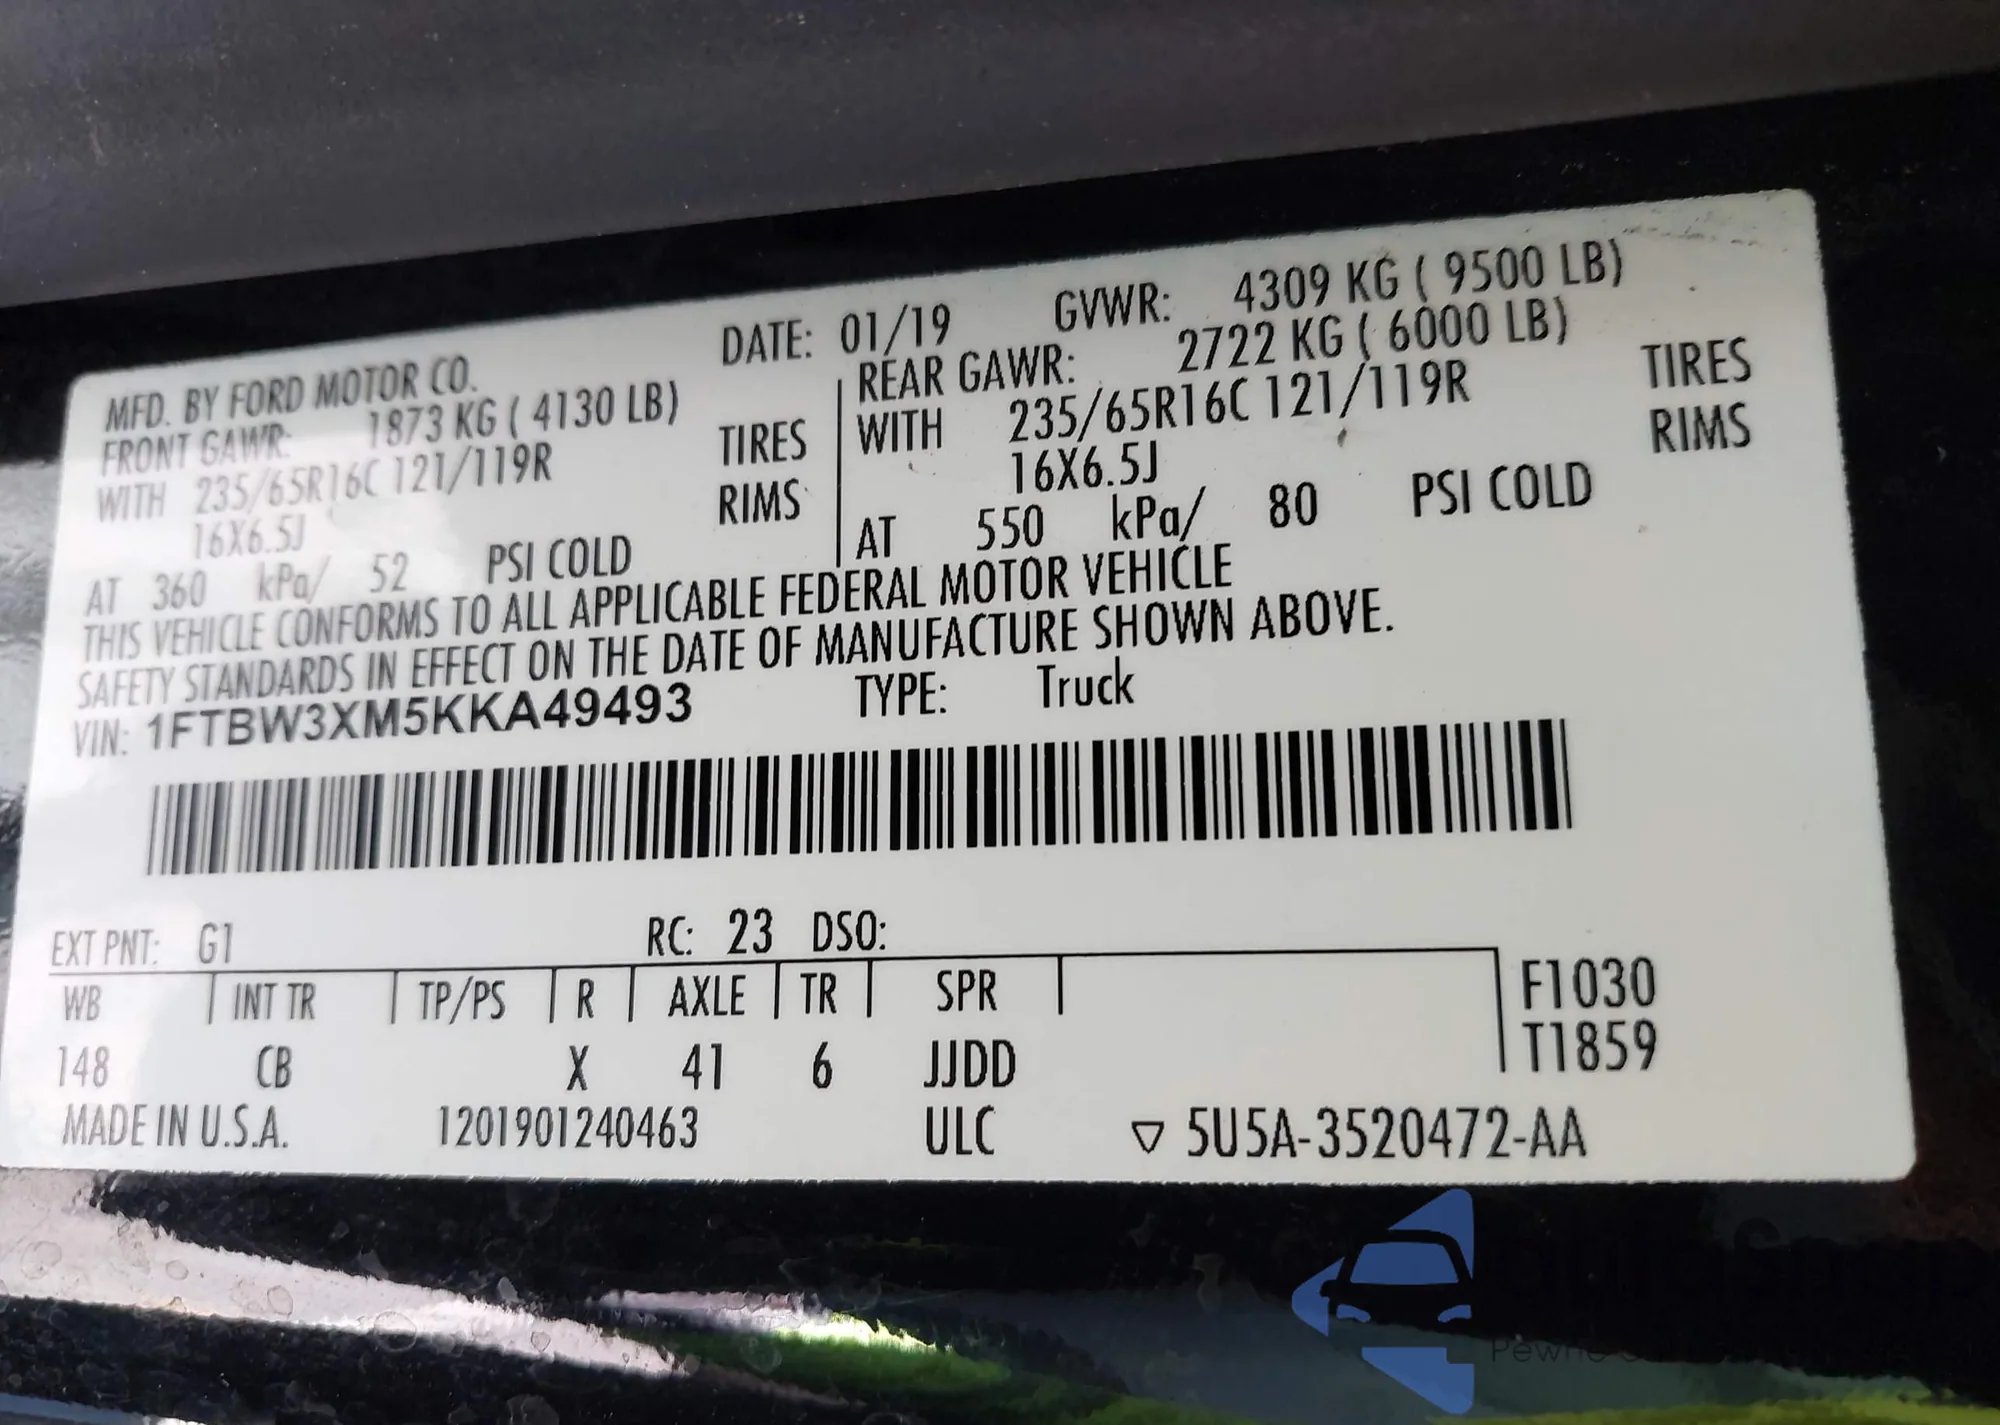 MFD. BY FORD MOTOR CO. DATE: 01/19 GVWR: 4309 KG ( 9500 LB)
FRONT GAWR: 1873 KG ( 4130 LB) REAR GAWR: 2722 KG ( 6000 LB)
WITH 235/65R16C 121/119R TIRES WITH 235/65R16C 121/119R TIRES
16X6.5J RIMS 16X6.5J RIMS
AT 360 kPa/ 52 PSI COLD AT 550 kPa/ 80 PSI COLD
THIS VEHICLE CONFORMS TO ALL APPLICABLE FEDERAL MOTOR VEHICLE
SAFETY STANDARDS IN EFFECT ON THE DATE OF MANUFACTURE SHOWN ABOVE.
VIN: 1FTBW3XM5KKA49493 TYPE: Truck
EXT PNT: G1 RC: 23 DSO:
WB INT TR TP/PS R AXLE TR SPR F1030
148 CB X 41 6 JJDD T1859
MADE IN U.S.A. 1201901240463 ULC ▽ 5U5A-3520472-AA
Pewne